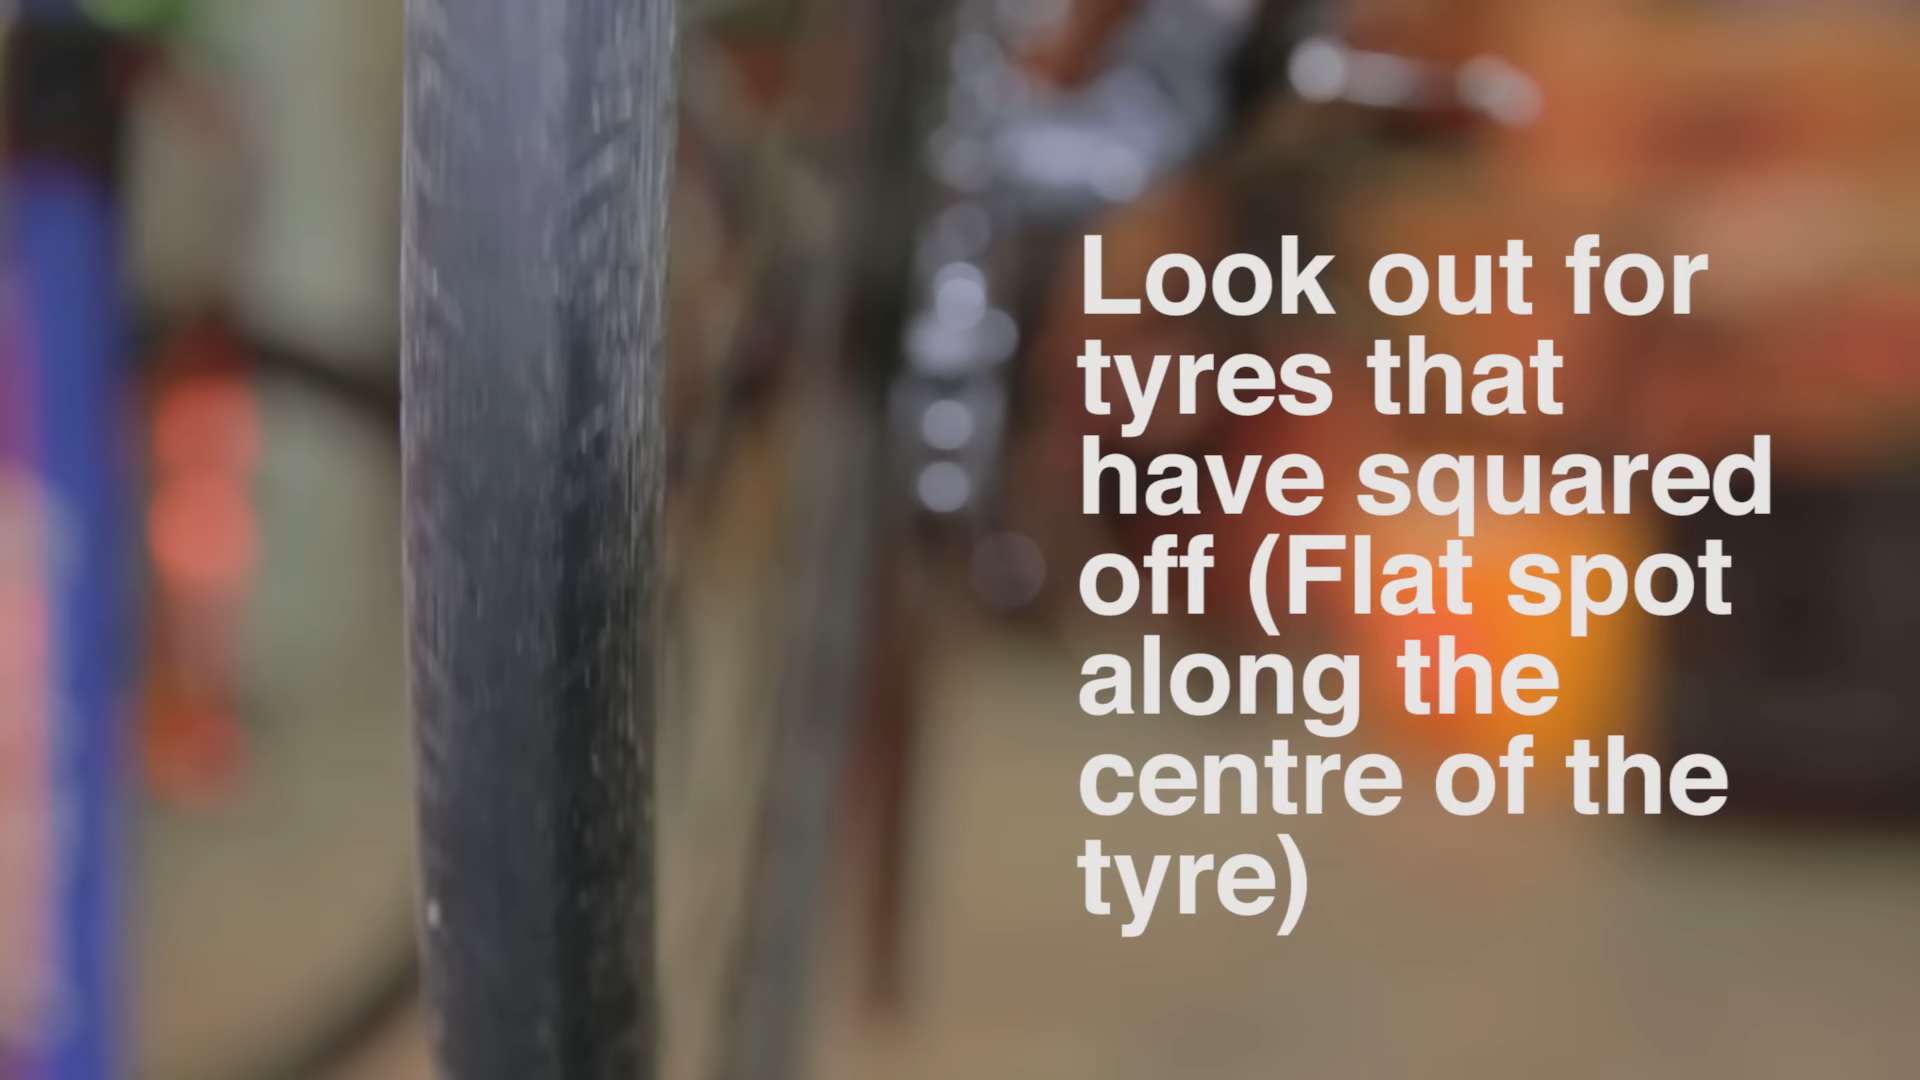 Look out for
tyres that
have squared
off (Flat spot
along the
centre of the
tyre)